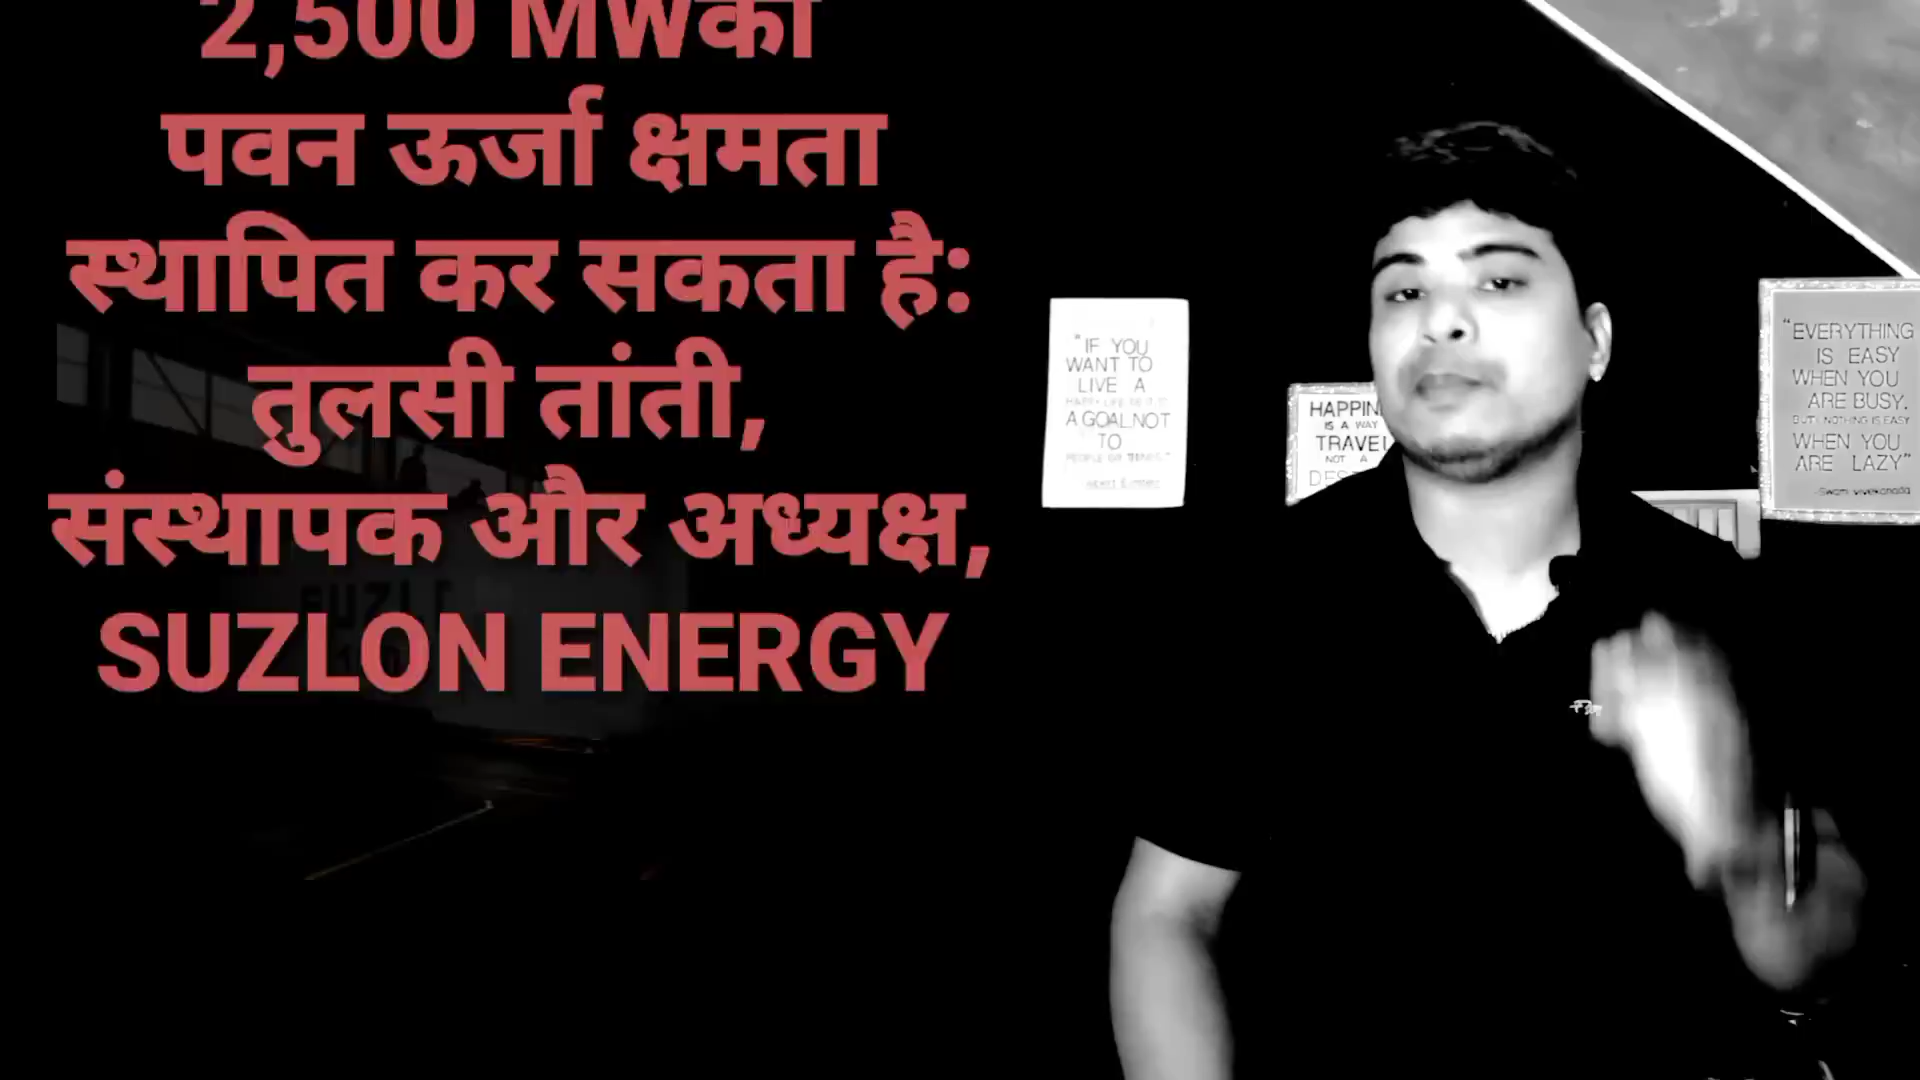 2,500 MWकी
पवन ऊर्जा क्षमता
स्थापित कर सकता है:
तुलसी तांती,
संस्थापक और अध्यक्ष,
SUZLON ENERGY
"IF YOU
WANT TO
LIVE A
A GOAL NOT
TO
HAPPIN
IS A WAY
TRAVEL
NOT A
DES
"EVERYTHING
IS EASY
WHEN YOU
ARE BUSY.
BUT NOTHING IS EASY
WHEN YOU
ARE LAZY"